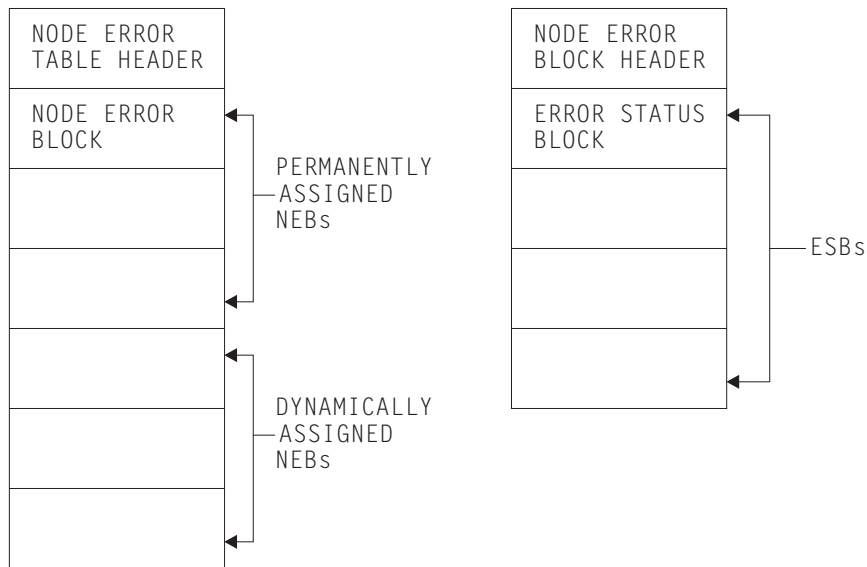 NODE ERROR
TABLE HEADER
NODE ERROR
BLOCK
PERMANENTLY
ASSIGNED
NEBs
DYNAMICALLY
ASSIGNED
NEBs
NODE ERROR
BLOCK HEADER
ERROR STATUS
BLOCK
ESBs